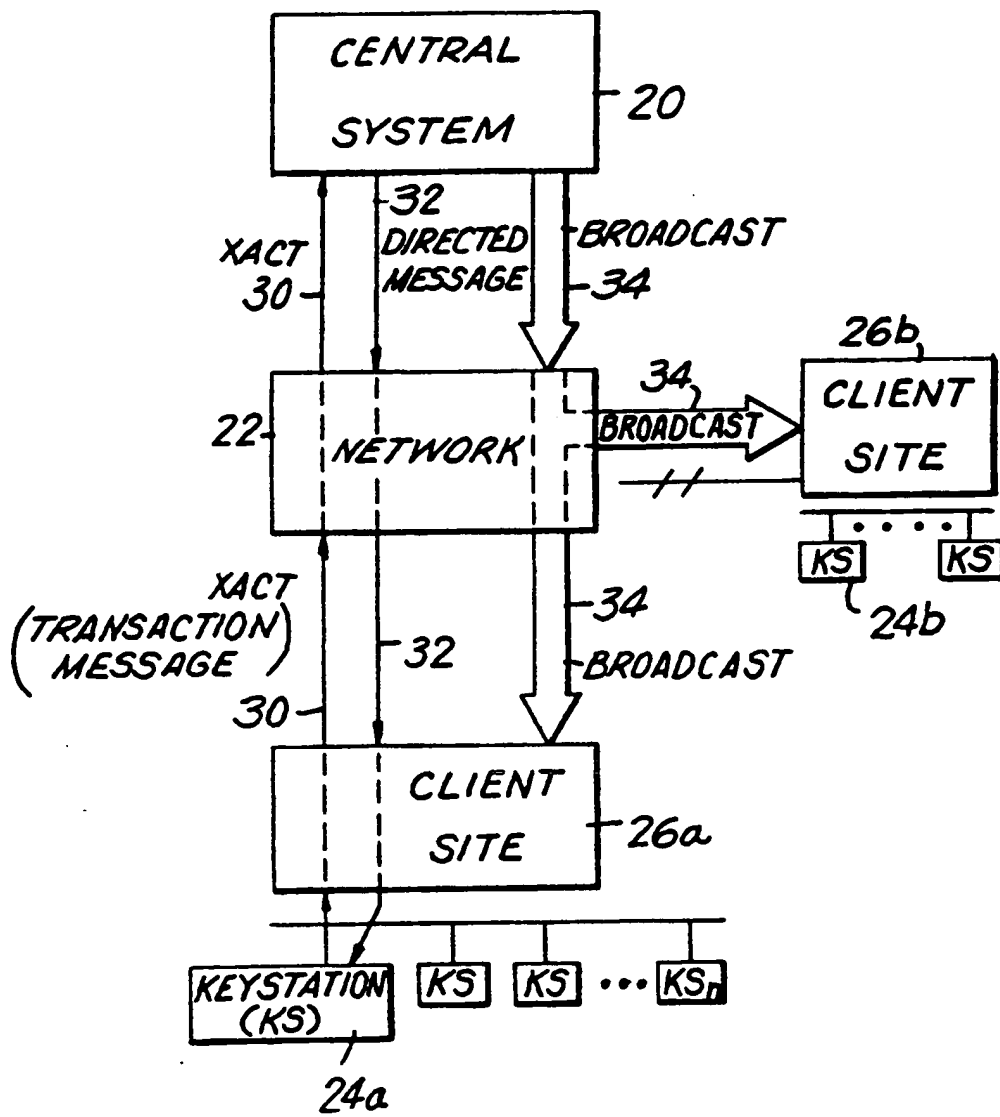 CENTRAL
SYSTEM
20
32
DIRECTED
MESSAGE
BROADCAST
34
XACT
30
26b
CLIENT
SITE
34
BROADCAST
22
NETWORK
KS
KS
24b
XACT
(TRANSACTION
MESSAGE)
30
32
34
BROADCAST
CLIENT
SITE
26a
KEYSTATION
(KS)
KS
KS
KSn
24a